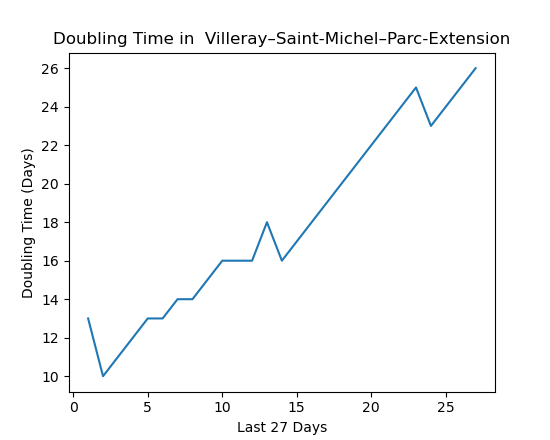 Doubling Time in  Villeray–Saint-Michel–Parc-Extension
26
24
22
20
18
16
14
12
10
Doubling Time (Days)
0 5 10 15 20 25
Last 27 Days